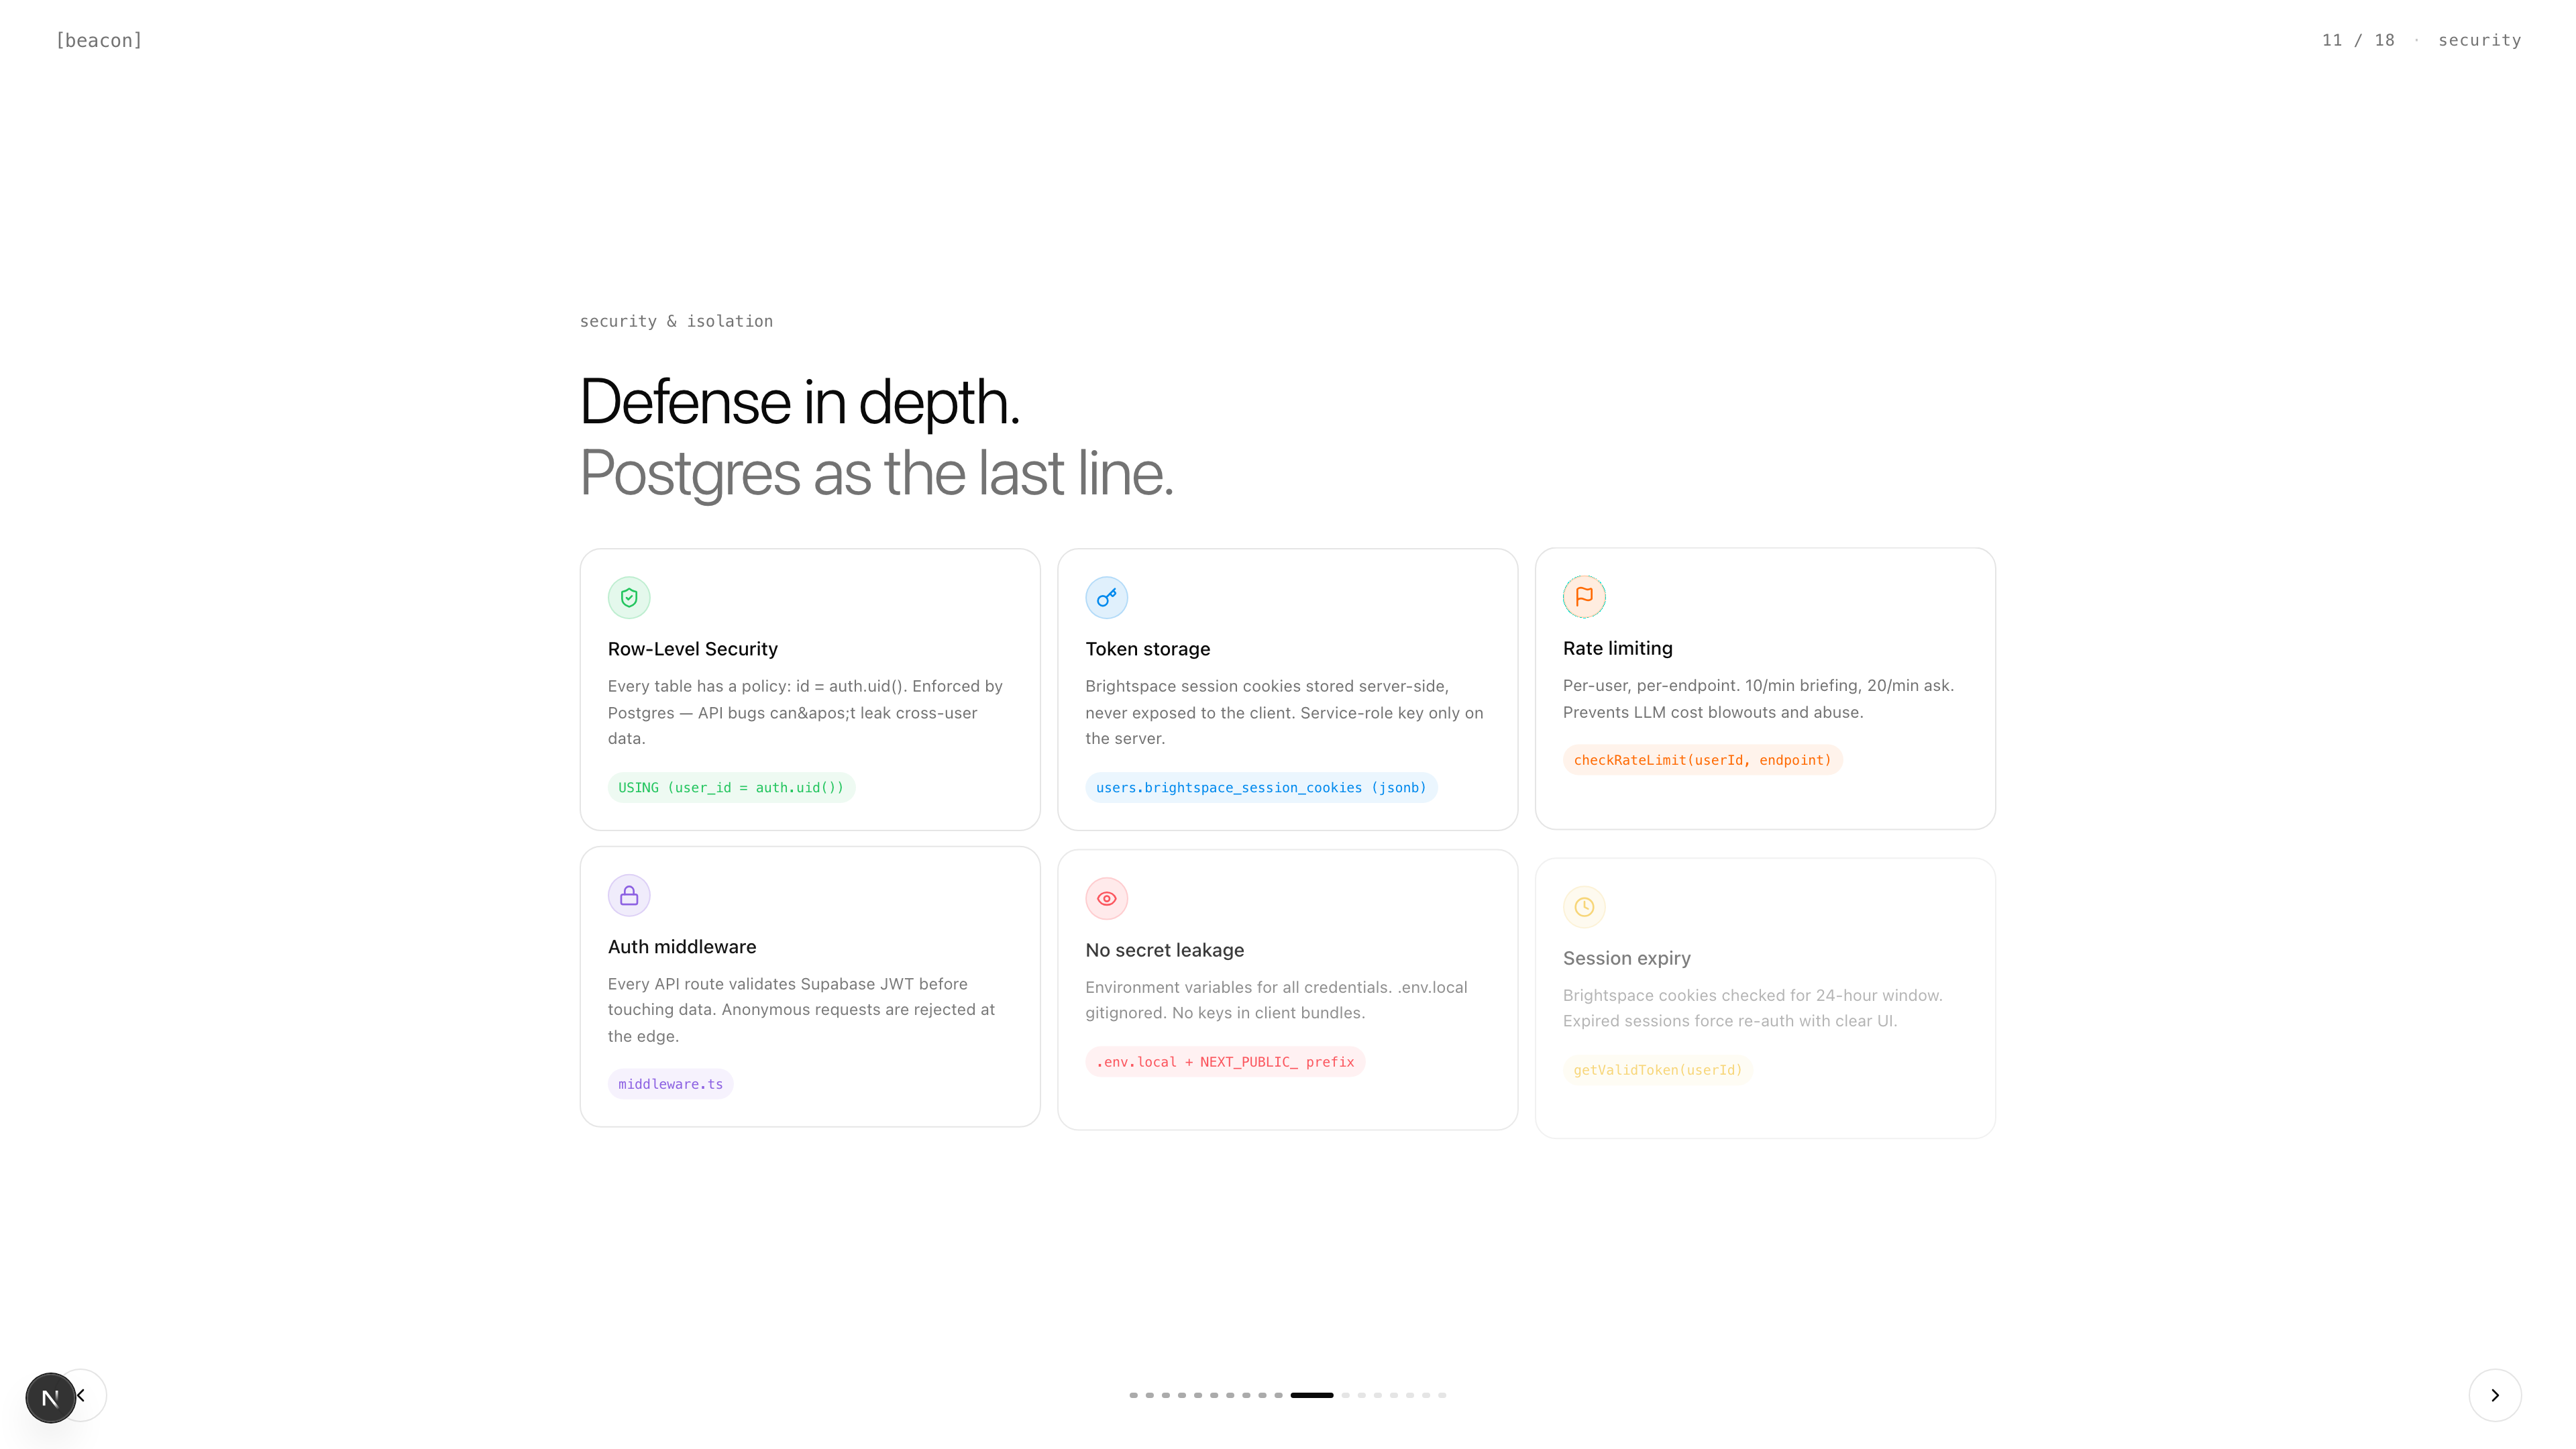 [beacon]
11 / 18 · security
security & isolation
Defense in depth.
Postgres as the last line.
Row-Level Security
Every table has a policy: id = auth.uid(). Enforced by
Postgres — API bugs can&apos;t leak cross-user
data.
USING (user_id = auth.uid())
Token storage
Brightspace session cookies stored server-side,
never exposed to the client. Service-role key only on
the server.
users.brightspace_session_cookies (jsonb)
Rate limiting
Per-user, per-endpoint. 10/min briefing, 20/min ask.
Prevents LLM cost blowouts and abuse.
checkRateLimit(userId, endpoint)
Auth middleware
Every API route validates Supabase JWT before
touching data. Anonymous requests are rejected at
the edge.
middleware.ts
No secret leakage
Environment variables for all credentials. .env.local
gitignored. No keys in client bundles.
.env.local + NEXT_PUBLIC_ prefix
Session expiry
Brightspace cookies checked for 24-hour window.
Expired sessions force re-auth with clear UI.
getValidToken(userId)
N